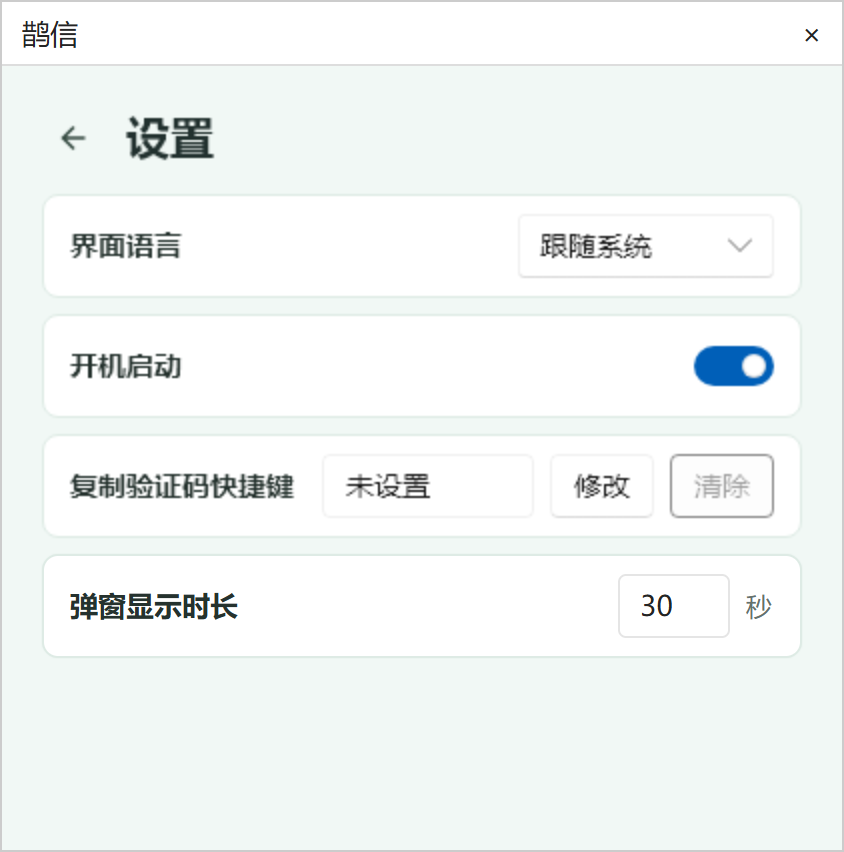 鹊信
设置
界面语言 跟随系统
开机启动
复制验证码快捷键 未设置 修改 清除
弹窗显示时长 30 秒